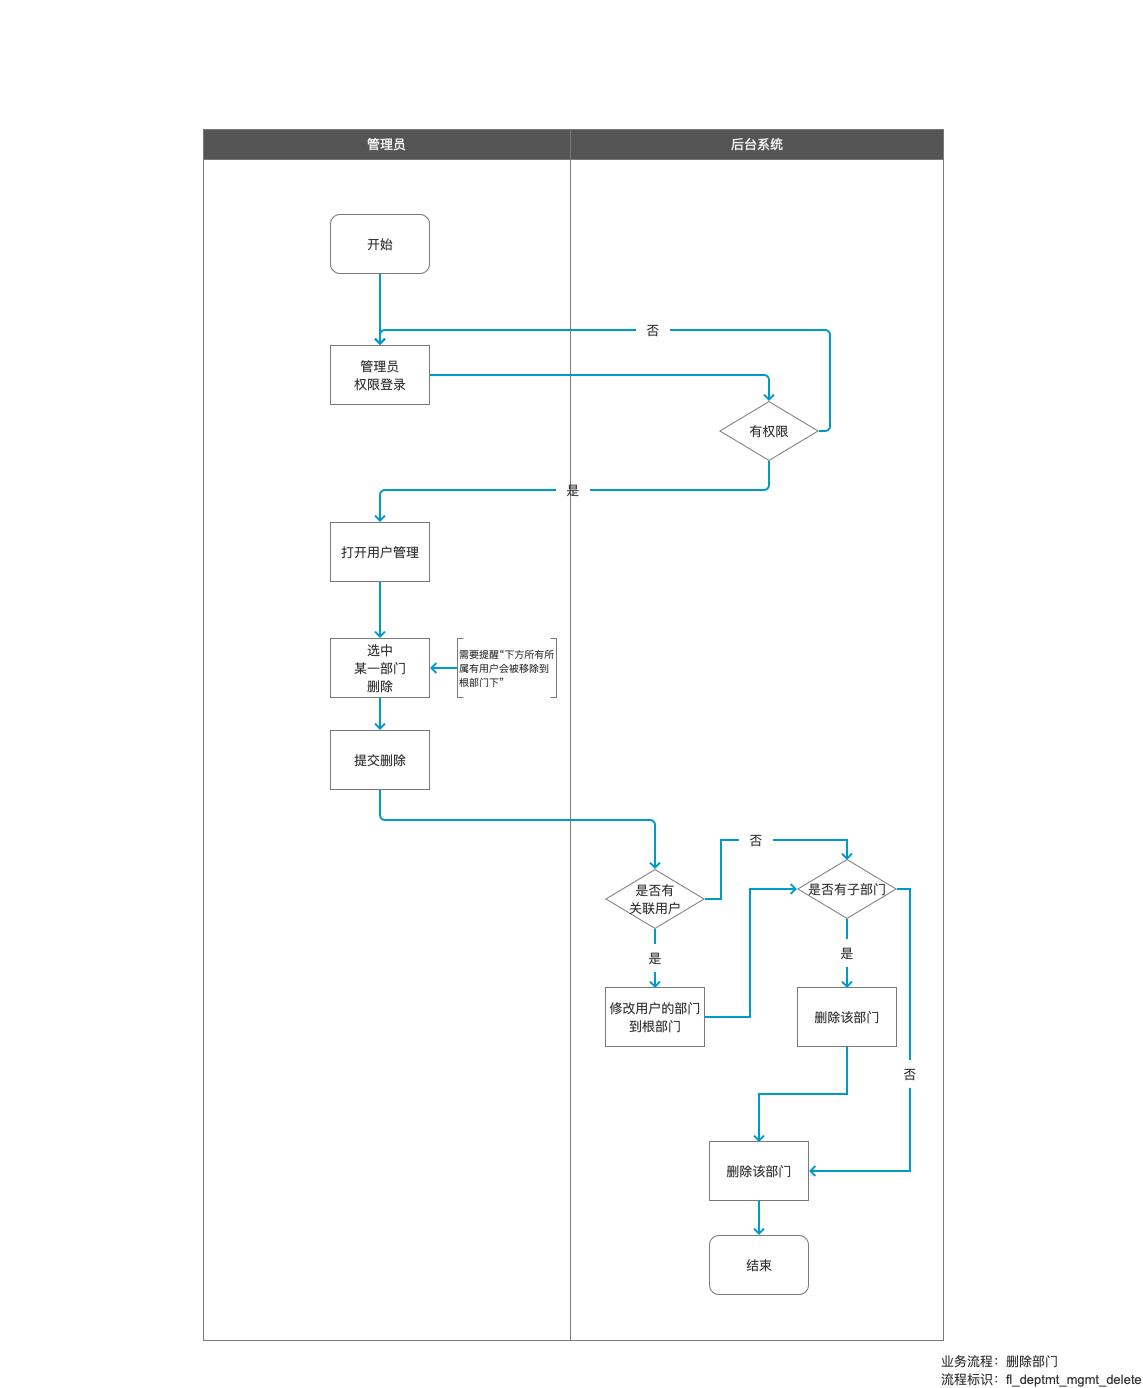 管理员
后台系统
开始
否
管理员
权限登录
有权限
是
打开用户管理
选中
某一部门
删除
需要提醒“下方所有所
属有用户会被移除到
根部门下”
提交删除
否
是否有
关联用户
是否有子部门
是
是
修改用户的部门
到根部门
删除该部门
否
删除该部门
结束
业务流程：删除部门
流程标识：fl_deptmt_mgmt_delete